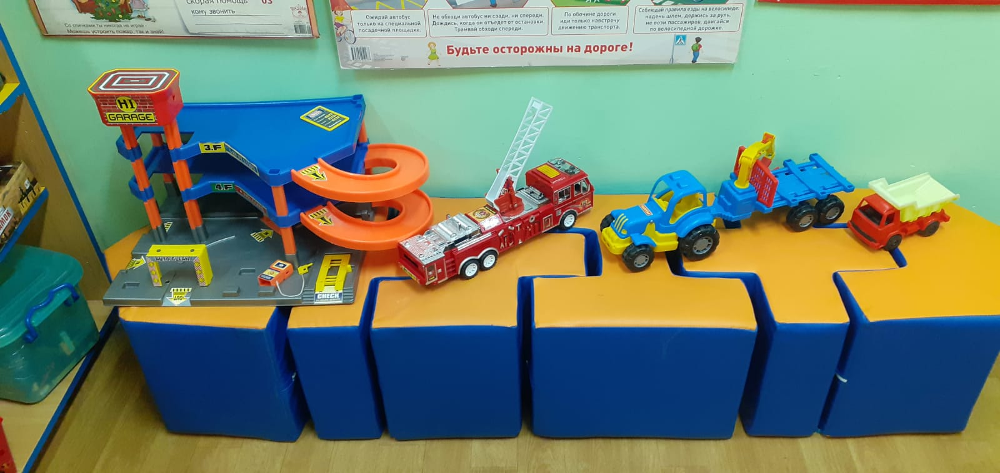 скорая помощь 03
кому звонить
Со спичками ты никогда не играй -
Можешь устроить пожар, так и знай!
Ожидай автобус
только на специальной
посадочной площадке.
Не обходи автобус ни сзади, ни спереди.
Дождись, когда он отъедет от остановки.
Трамвай обходи спереди.
По обочине дороги
иди только навстречу
движению транспорта.
Соблюдай правила езды на велосипеде:
надень шлем, держись за руль,
не вози пассажиров, двигайся
по велосипедной дорожке.
Будьте осторожны на дороге!
HI
GARAGE
3.F
4.F
AUTO CLEAN
OUT
CHECK